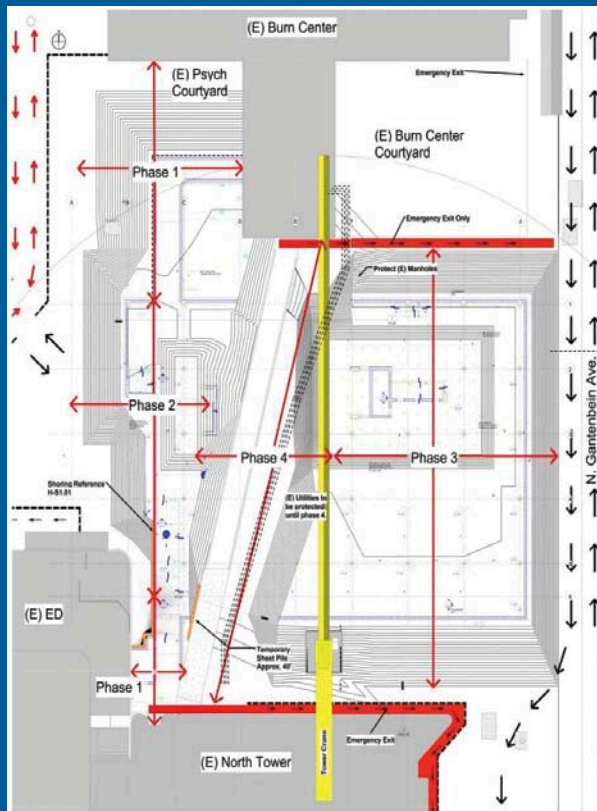 (E) Burn Center
(E) Psych
Courtyard
Emergency Exit
(E) Burn Center
Courtyard
Phase 1
A
B
C
D
E
J
Emergency Exit Only
Protect (E) Manholes
N. Gantenbein Ave.
Phase 2
Phase 4
Phase 3
Shoring Reference
H-S1.01
(E) Utilities to
be protected
until phase 4.
(E) ED
Temporary
Sheet Pile
Approx. 40'
Phase 1
Tower Crane
Emergency Exit
(E) North Tower